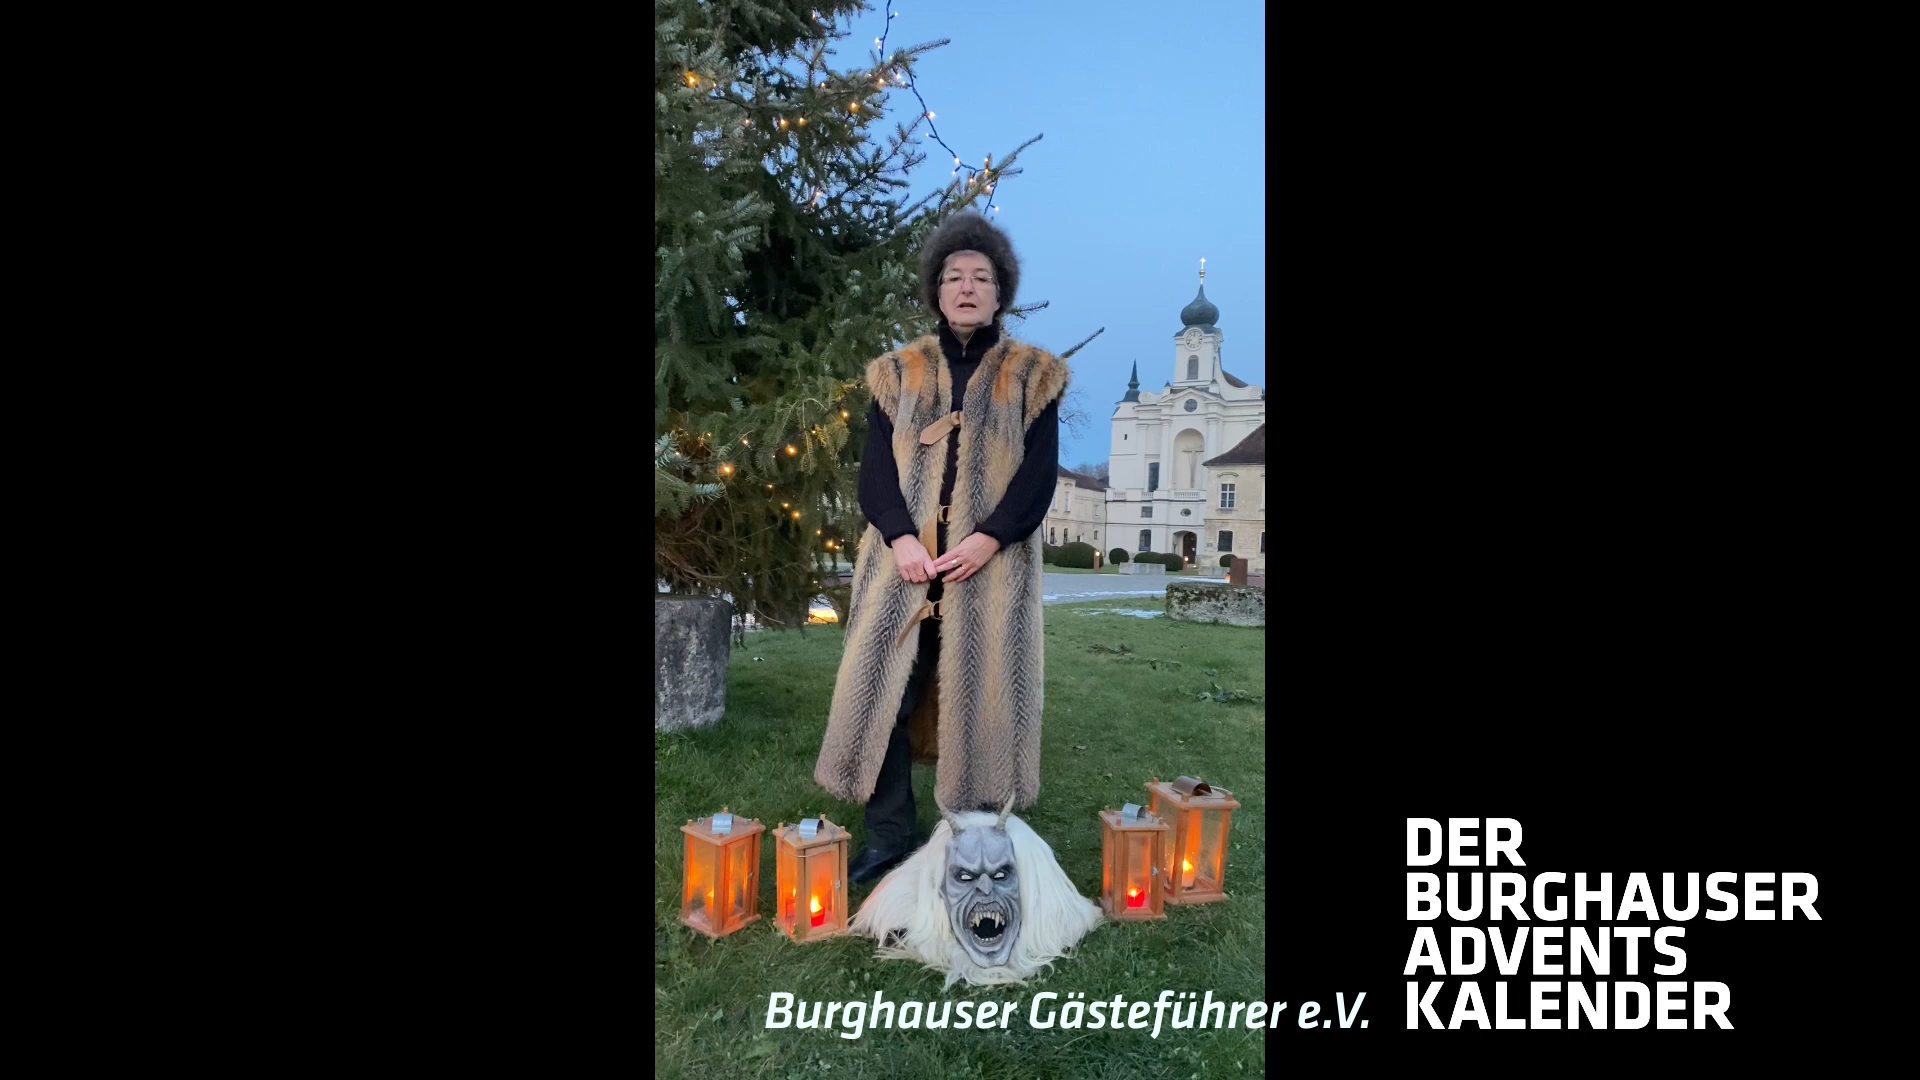 Burghauser Gästeführer e.V.
DER
BURGHAUSER
ADVENTS
KALENDER